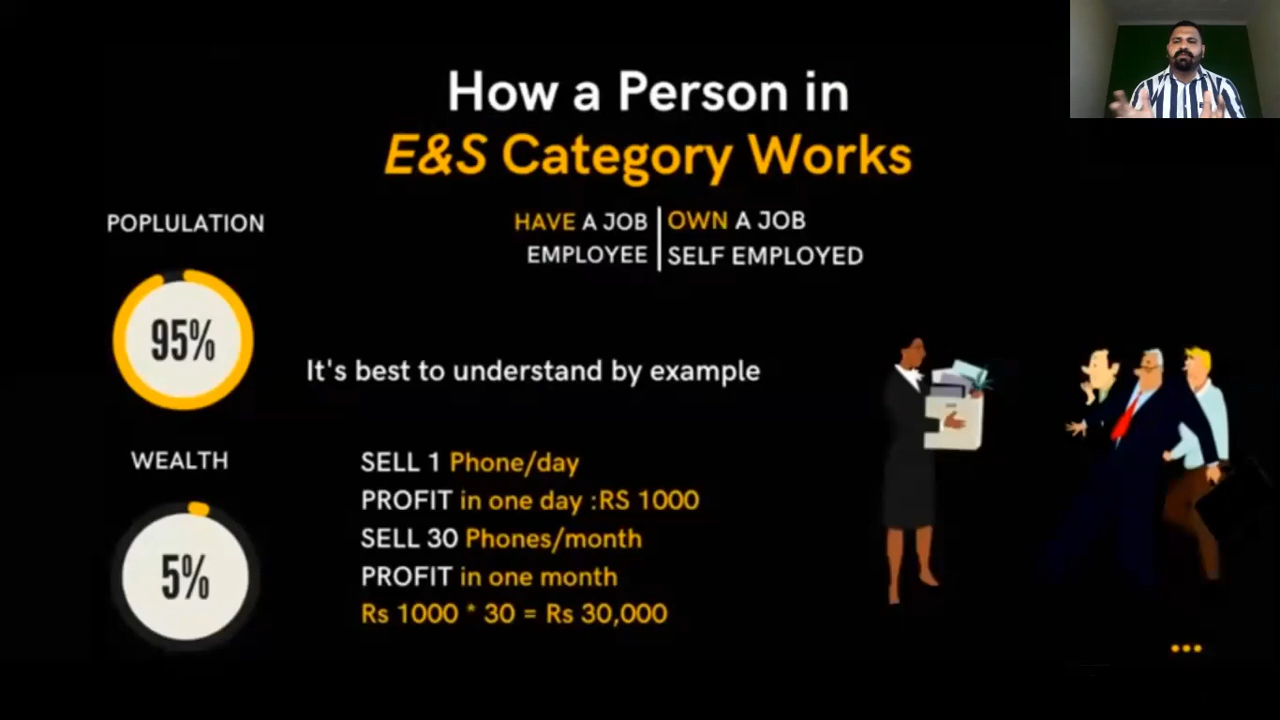 How a Person in
E&S Category Works
HAVE A JOB
EMPLOYEE
OWN A JOB
SELF EMPLOYED
POPLULATION
95%
It's best to understand by example
WEALTH
5%
SELL 1 Phone/day
PROFIT in one day :RS 1000
SELL 30 Phones/month
PROFIT in one month
Rs 1000 * 30 = Rs 30,000